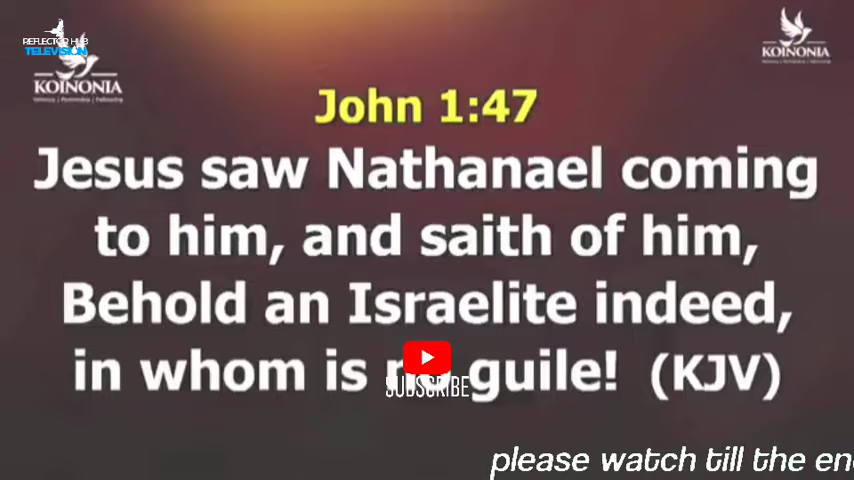 REFLECTOR HUB
TELEVISION
KOINONIA
KOINONIA
John 1:47
Jesus saw Nathanael coming
to him, and saith of him,
Behold an Israelite indeed,
in whom is guile! (KJV)
SUBSCRIBE
please watch till the